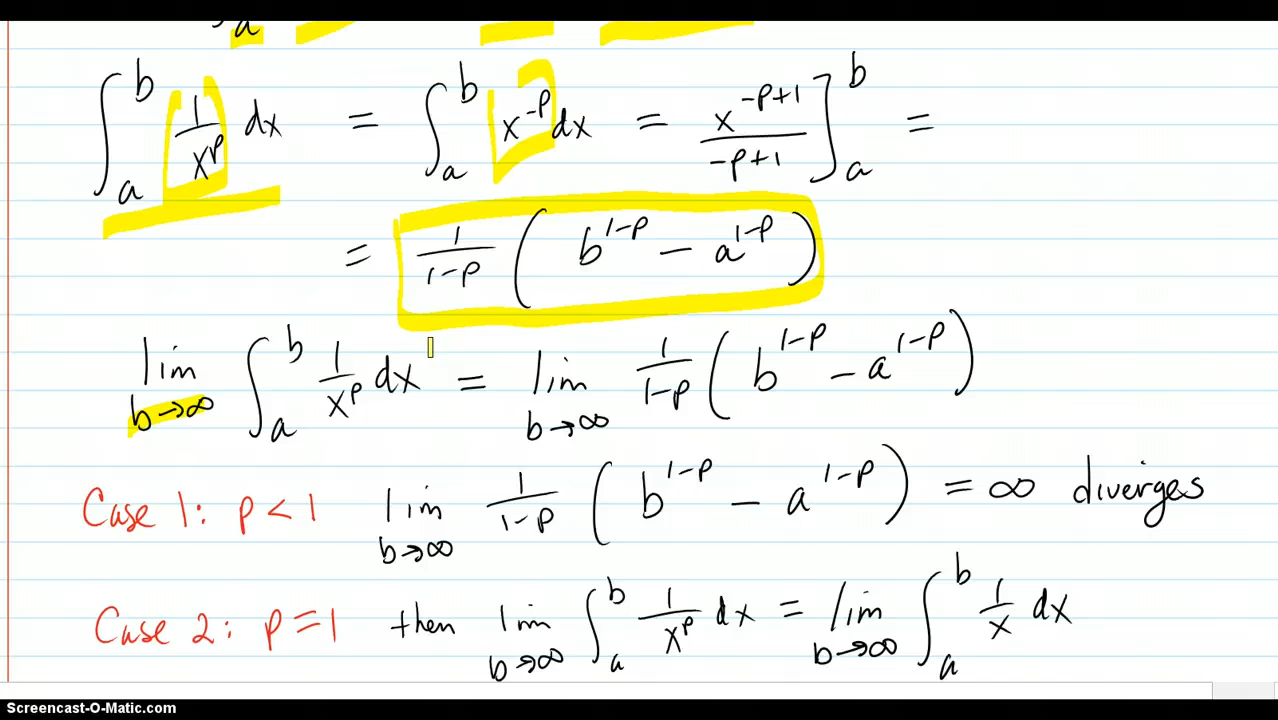 a
∫_a^b 1/x^p dx = ∫_a^b x^{-p} dx = x^{-p+1}/(-p+1) ]_a^b =
= 1/(1-p) ( b^{1-p} - a^{1-p} )
lim_{b→∞} ∫_a^b 1/x^p dx = lim_{b→∞} 1/(1-p) ( b^{1-p} - a^{1-p} )
Case 1: p < 1 lim_{b→∞} 1/(1-p) ( b^{1-p} - a^{1-p} ) = ∞ diverges
Case 2: p = 1 then lim_{b→∞} ∫_a^b 1/x^p dx = lim_{b→∞} ∫_a^b 1/x dx
Screencast-O-Matic.com